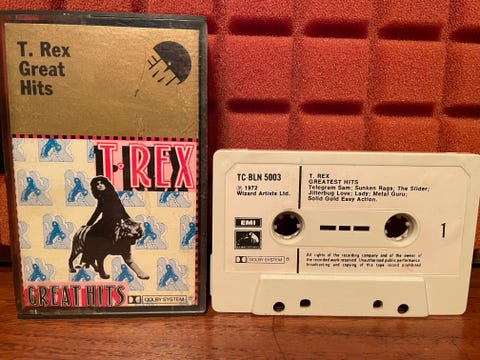 T. Rex
Great
Hits
EMI
T·REX
GREAT HITS
DOLBY SYSTEM
TC-BLN 5003
℗ 1972
Wizard Artists Ltd.
EMI
DOLBY SYSTEM
T. REX
GREATEST HITS
Telegram Sam; Sunken Rags; The Slider;
Jitterbug Love; Lady; Metal Guru;
Solid Gold Easy Action.
1
All rights of the recording company and of the owner of
the recorded work reserved. Unauthorised public performance
broadcasting and copying of this tape record prohibited.